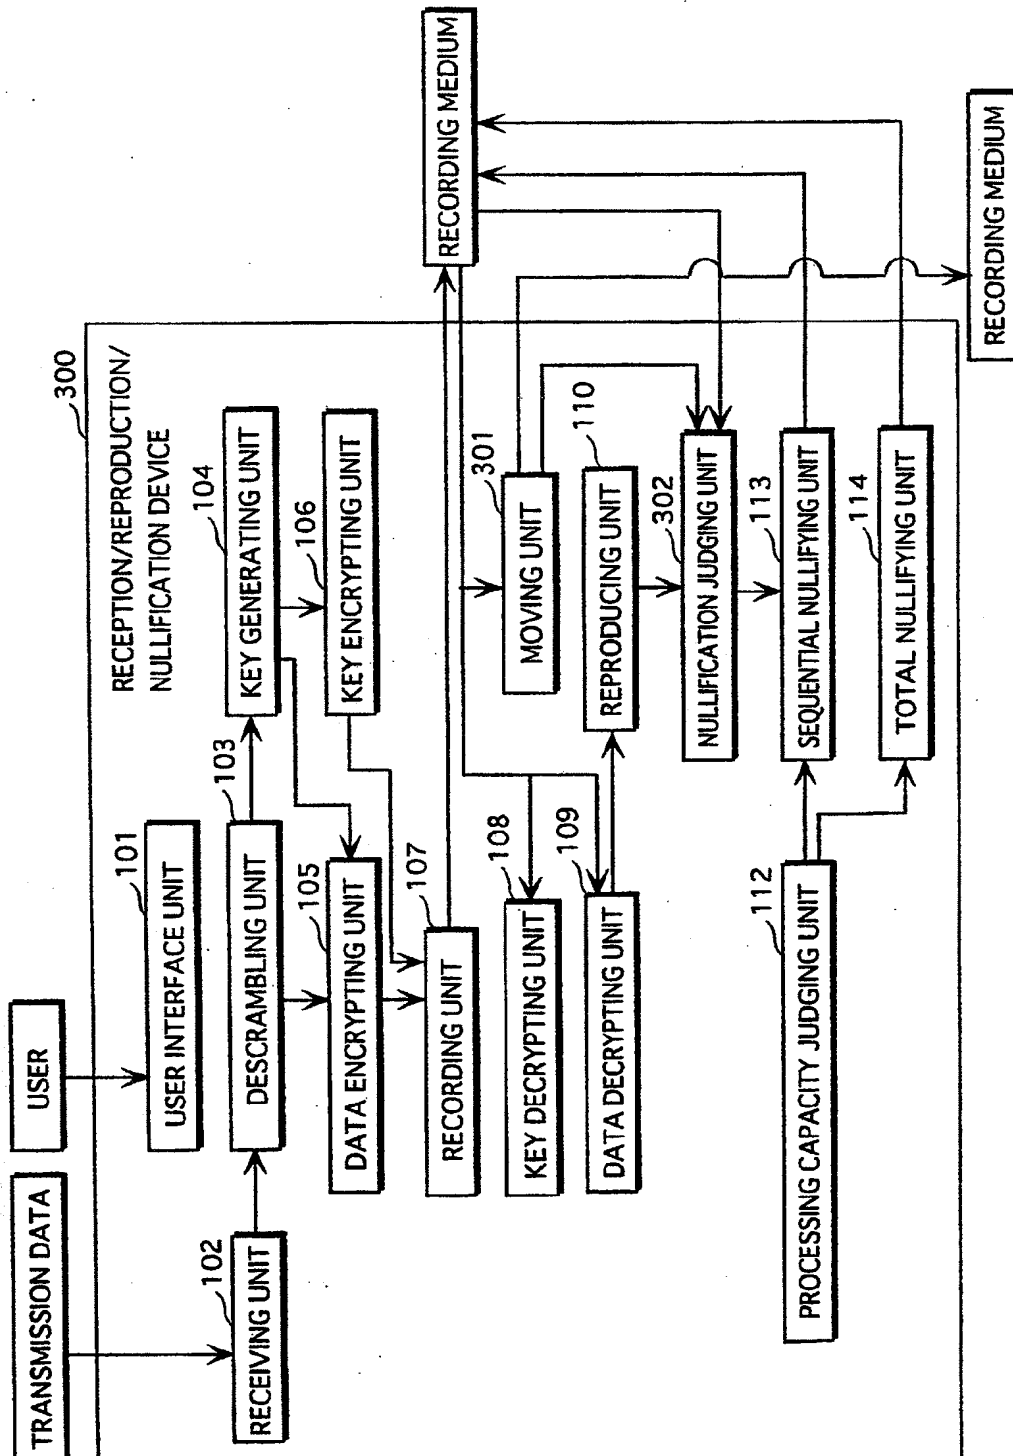 TRANSMISSION DATA
USER
300
RECEPTION/REPRODUCTION/
NULLIFICATION DEVICE
101
USER INTERFACE UNIT
102
RECEIVING UNIT
103
DESCRAMBLING UNIT
104
KEY GENERATING UNIT
105
DATA ENCRYPTING UNIT
106
KEY ENCRYPTING UNIT
107
RECORDING UNIT
RECORDING MEDIUM
108
KEY DECRYPTING UNIT
301
MOVING UNIT
109
DATA DECRYPTING UNIT
110
REPRODUCING UNIT
302
NULLIFICATION JUDGING UNIT
112
PROCESSING CAPACITY JUDGING UNIT
113
SEQUENTIAL NULLIFYING UNIT
114
TOTAL NULLIFYING UNIT
RECORDING MEDIUM